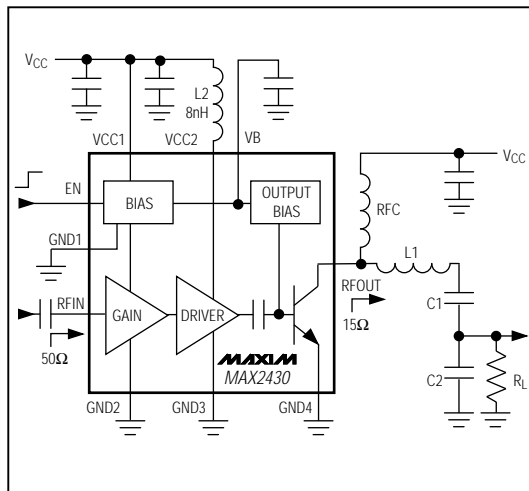 VCC
L2
8nH
VCC1
VCC2
VB
VCC
EN
BIAS
OUTPUT
BIAS
RFC
GND1
L1
RFOUT
15Ω
C1
RFIN
GAIN
DRIVER
50Ω
MAXIM
MAX2430
C2
RL
GND2
GND3
GND4